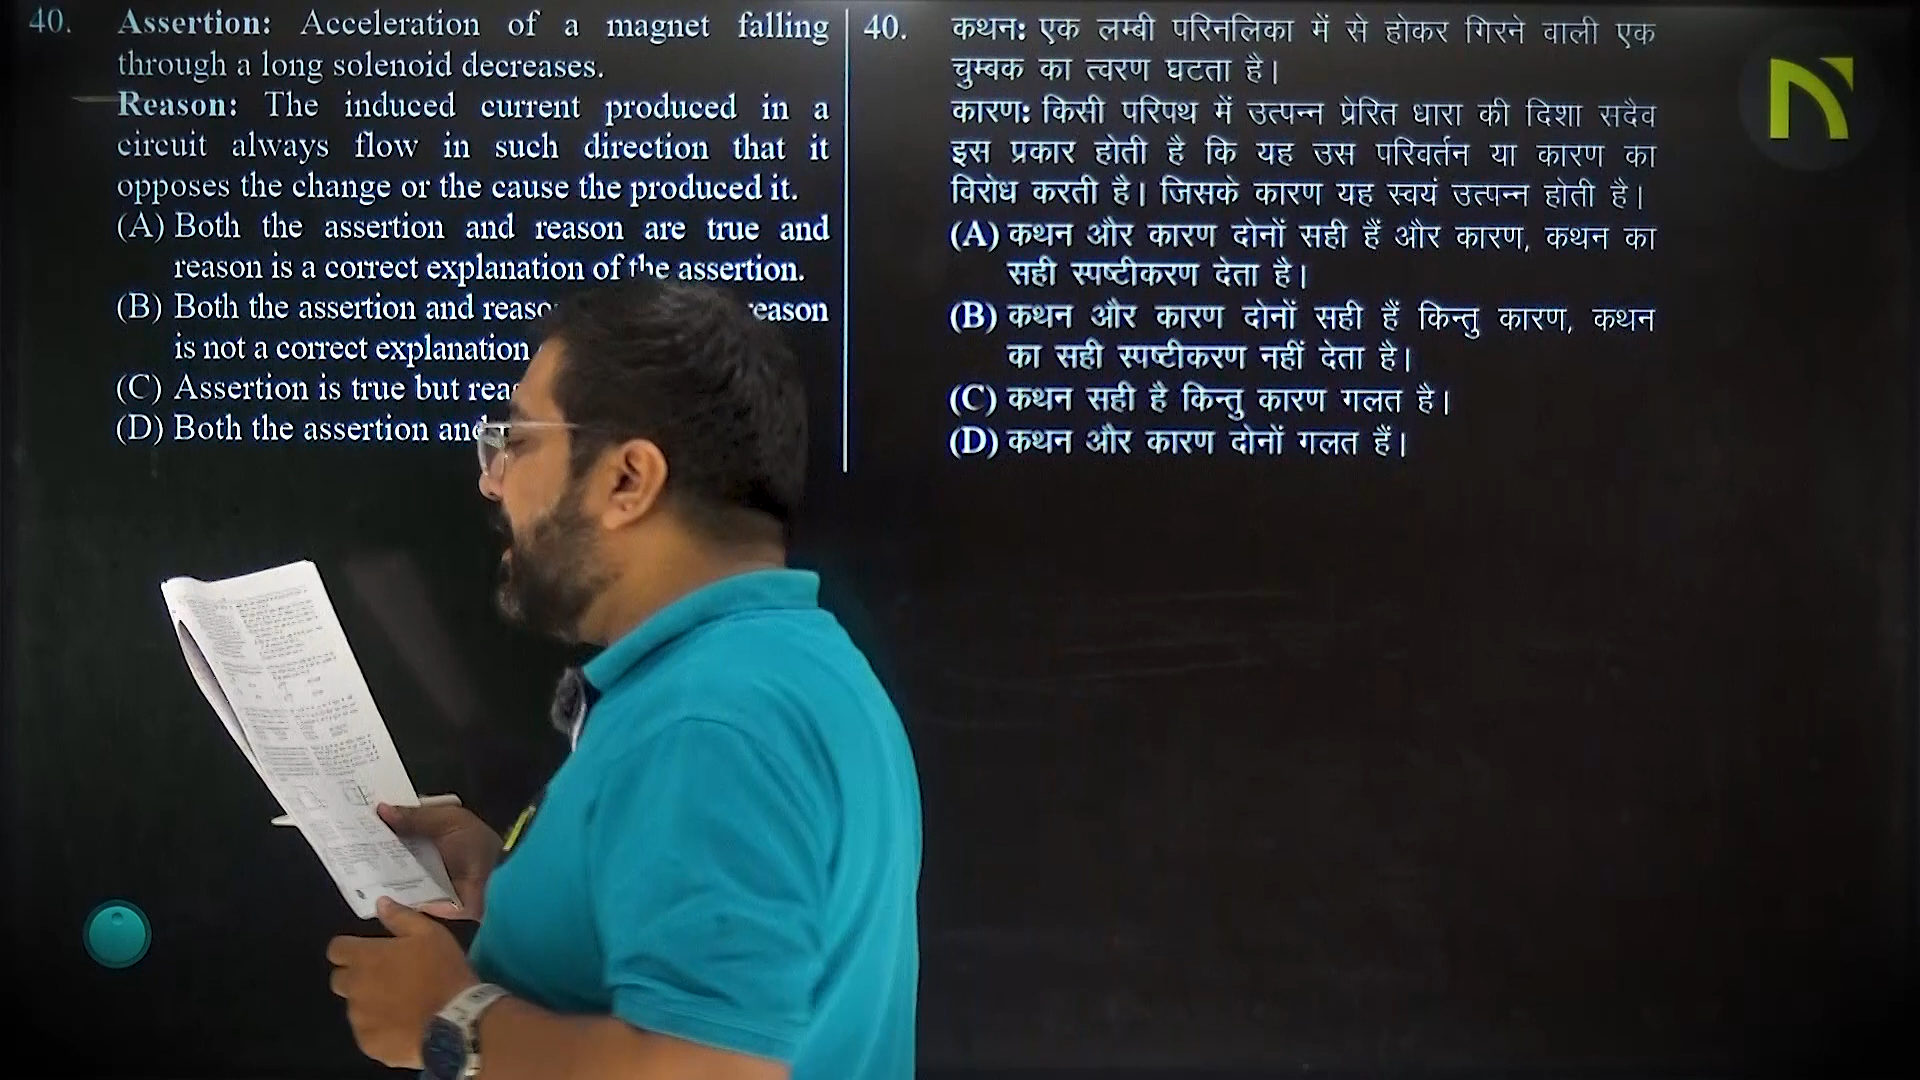 40. Assertion: Acceleration of a magnet falling
through a long solenoid decreases.
Reason: The induced current produced in a
circuit always flow in such direction that it
opposes the change or the cause the produced it.
(A) Both the assertion and reason are true and
reason is a correct explanation of the assertion.
(B) Both the assertion and reason
is not a correct explanation
(C) Assertion is true but
(D) Both the assertion and
40. कथन: एक लम्बी परिनलिका में से होकर गिरने वाली एक
चुम्बक का त्वरण घटता है।
कारण: किसी परिपथ में उत्पन्न प्रेरित धारा की दिशा सदैव
इस प्रकार होती है कि यह उस परिवर्तन या कारण का
विरोध करती है। जिसके कारण यह स्वयं उत्पन्न होती है।
(A) कथन और कारण दोनों सही हैं और कारण, कथन का
सही स्पष्टीकरण देता है।
(B) कथन और कारण दोनों सही हैं किन्तु कारण, कथन
का सही स्पष्टीकरण नहीं देता है।
(C) कथन सही है किन्तु कारण गलत है।
(D) कथन और कारण दोनों गलत हैं।